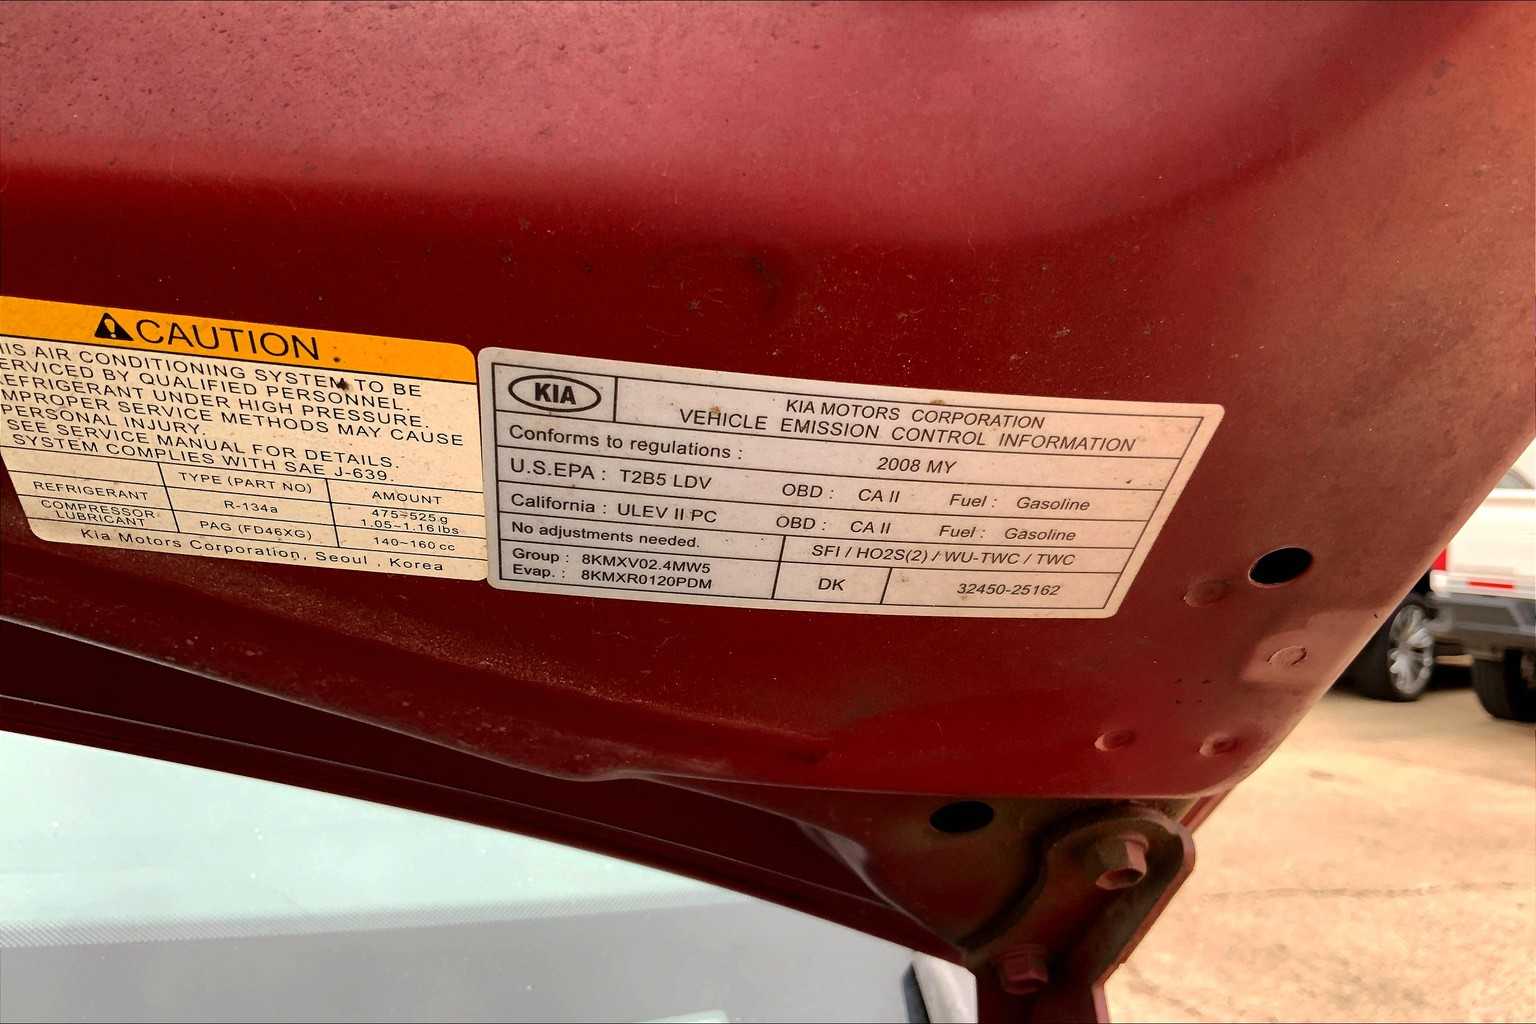 CAUTION
AIR CONDITIONING SYSTEM TO BE
BY QUALIFIED PERSONNEL.
UNDER HIGH PRESSURE.
SERVICE METHODS MAY CAUSE
PERSONAL INJURY.
SEE SERVICE MANUAL FOR DETAILS.
SYSTEM COMPLIES WITH SAE J-639.
TYPE (PART NO) AMOUNT
REFRIGERANT R-134a 475~525g
1.05~1.16 lbs
COMPRESSOR LUBRICANT PAG (FD46XG) 140~160 cc
Kia Motors Corporation, Seoul , Korea
KIA
KIA MOTORS CORPORATION
VEHICLE EMISSION CONTROL INFORMATION
Conforms to regulations : 2008 MY
U.S.EPA : T2B5 LDV OBD : CA II Fuel : Gasoline
California : ULEV II PC OBD : CA II Fuel : Gasoline
No adjustments needed. SFI / HO2S(2) / WU-TWC / TWC
Group : 8KMXV02.4MW5
Evap. : 8KMXR0120PDM
DK 32450-25162